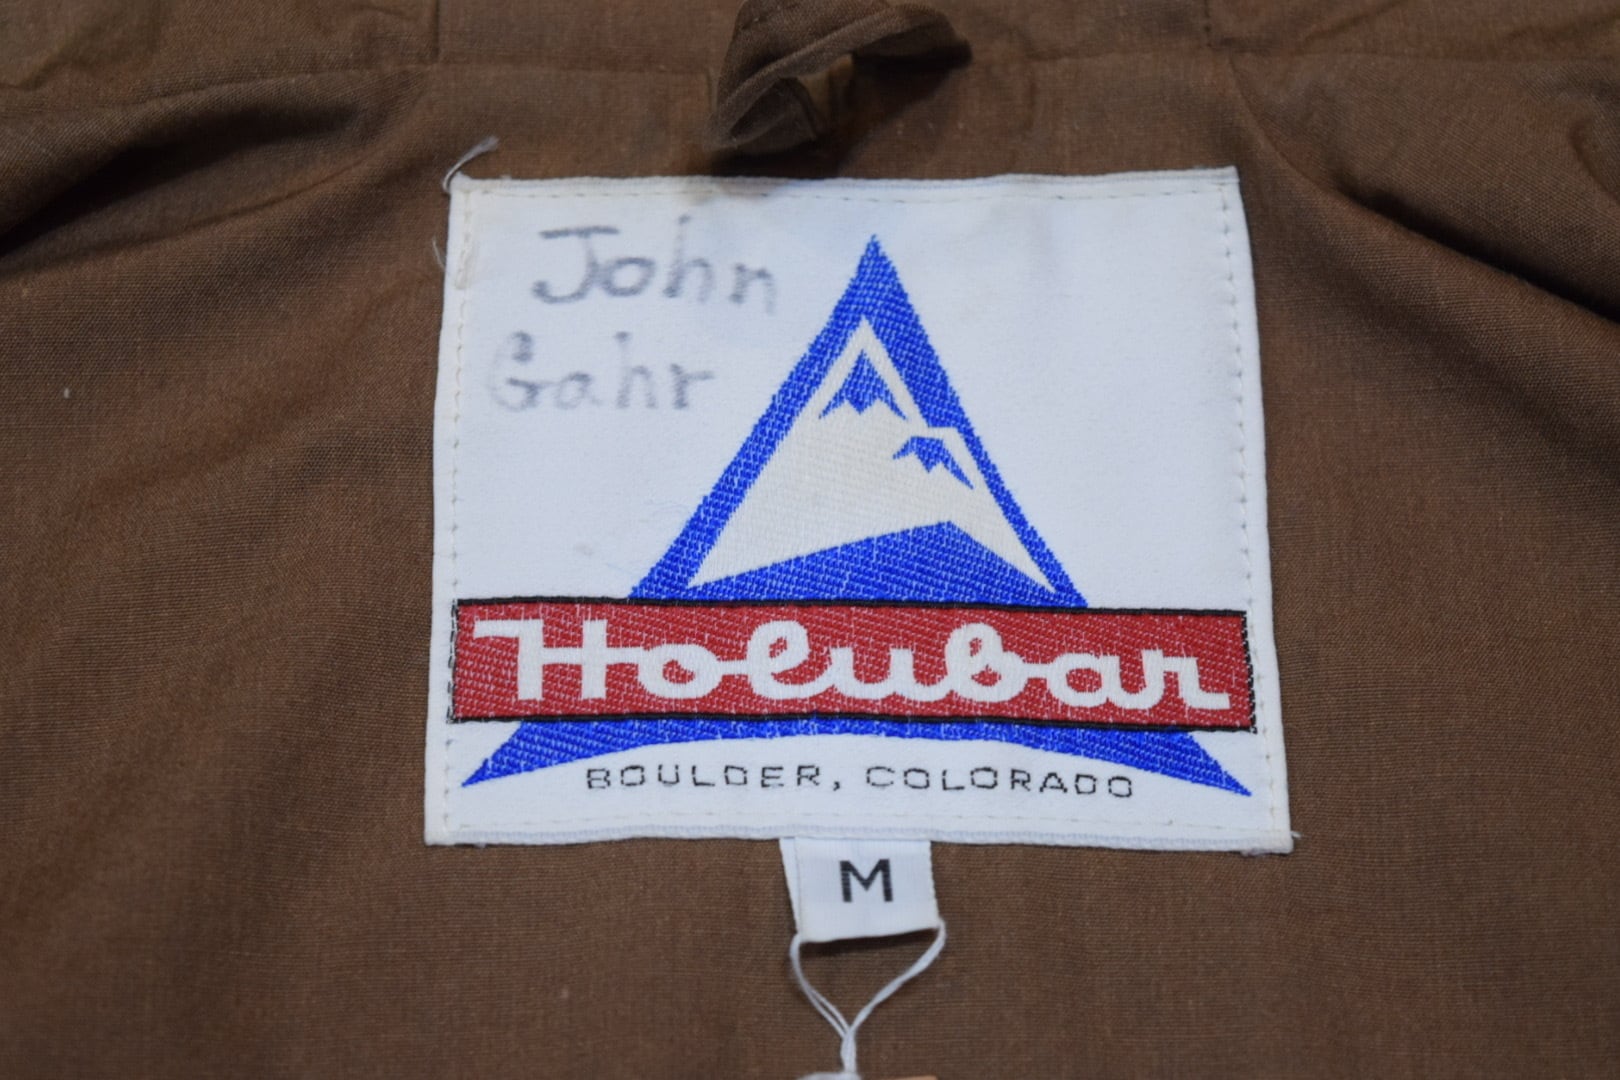 John
Gahr
Holubar
BOULDER, COLORADO
M